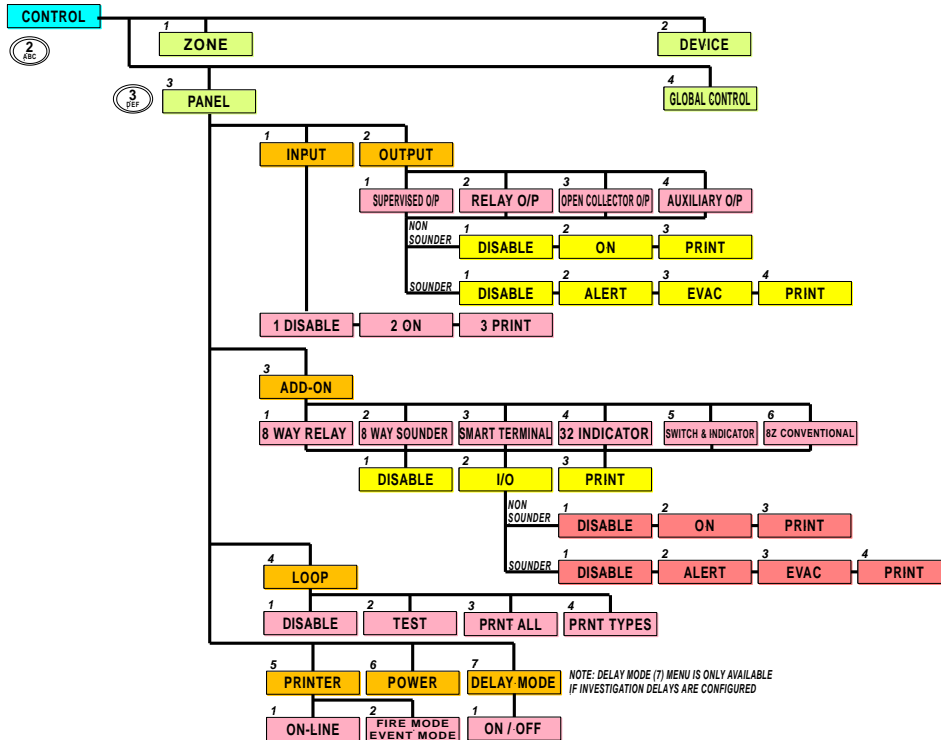 CONTROL
2
ABC
1
ZONE
2
DEVICE
3
DEF
3
PANEL
4
GLOBAL CONTROL
1
INPUT
2
OUTPUT
1
SUPERVISED O/P
2
RELAY O/P
3
OPEN COLLECTOR O/P
4
AUXILIARY O/P
NON
SOUNDER
1
DISABLE
2
ON
3
PRINT
SOUNDER
1
DISABLE
2
ALERT
3
EVAC
4
PRINT
1 DISABLE
2 ON
3 PRINT
3
ADD-ON
1
8 WAY RELAY
2
8 WAY SOUNDER
3
SMART TERMINAL
4
32 INDICATOR
5
SWITCH & INDICATOR
6
8Z CONVENTIONAL
1
DISABLE
2
I/O
3
PRINT
NON
SOUNDER
1
DISABLE
2
ON
3
PRINT
SOUNDER
1
DISABLE
2
ALERT
3
EVAC
4
PRINT
4
LOOP
1
DISABLE
2
TEST
3
PRNT ALL
4
PRNT TYPES
5
PRINTER
6
POWER
7
DELAY MODE
NOTE: DELAY MODE (7) MENU IS ONLY AVAILABLE
IF INVESTIGATION DELAYS ARE CONFIGURED
1
ON-LINE
2
FIRE MODE
EVENT MODE
1
ON / OFF